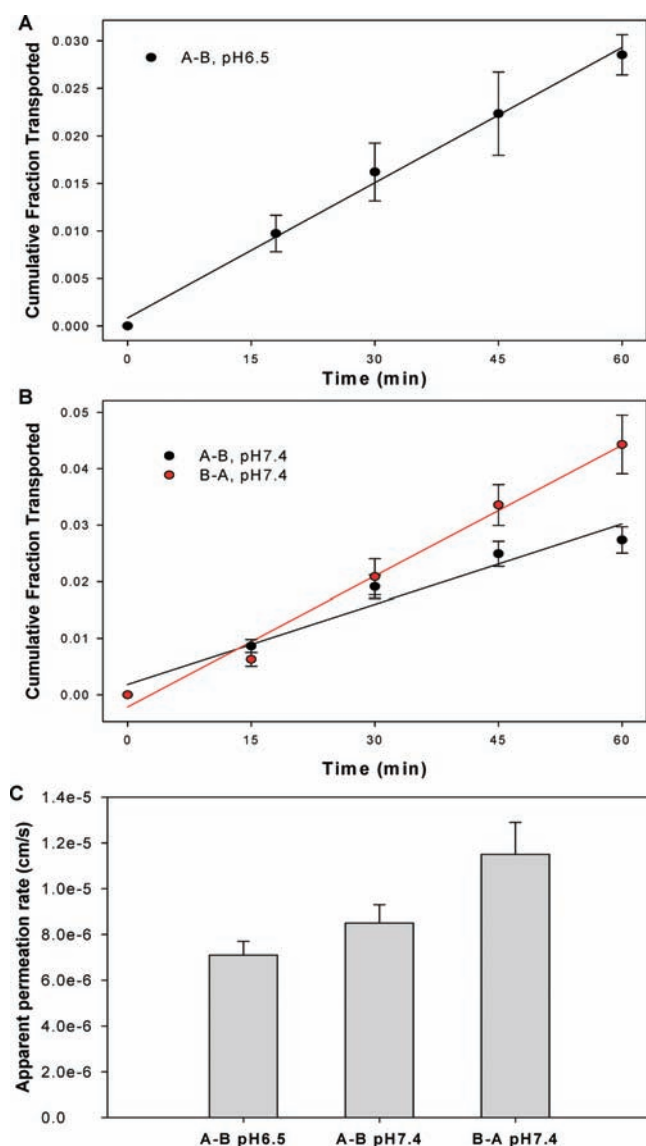 A
A-B, pH6.5
Cumulative Fraction Transported
0.030
0.025
0.020
0.015
0.010
0.005
0.000
0 15 30 45 60
Time (min)
B
A-B, pH7.4
B-A, pH7.4
Cumulative Fraction Transported
0.05
0.04
0.03
0.02
0.01
0.00
0 15 30 45 60
Time (min)
C
Apparent permeation rate (cm/s)
1.4e-5
1.2e-5
1.0e-5
8.0e-6
6.0e-6
4.0e-6
2.0e-6
0.0
A-B pH6.5 A-B pH7.4 B-A pH7.4